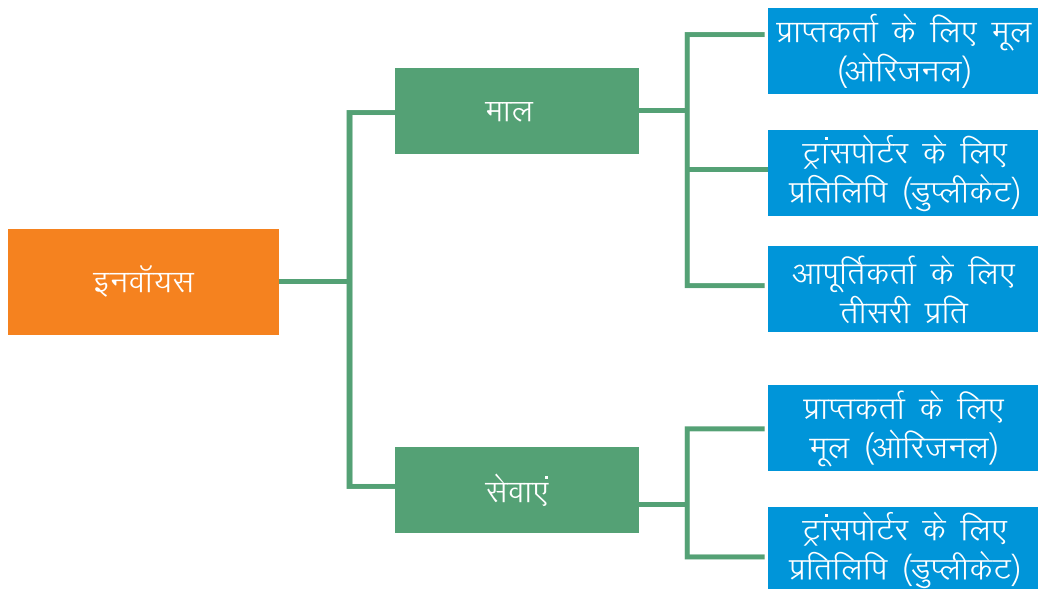 इनवॉयस
माल
प्राप्तकर्ता के लिए मूल
(ओरिजनल)
ट्रांसपोर्टर के लिए
प्रतिलिपि (डुप्लीकेट)
आपूर्तिकर्ता के लिए
तीसरी प्रति
सेवाएं
प्राप्तकर्ता के लिए
मूल (ओरिजनल)
ट्रांसपोर्टर के लिए
प्रतिलिपि (डुप्लीकेट)